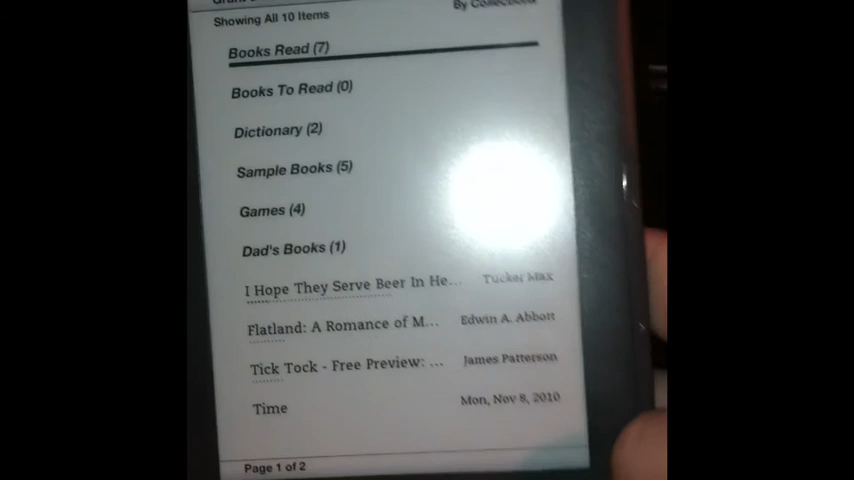 Showing All 10 Items By Collections
Books Read (7)
Books To Read (0)
Dictionary (2)
Sample Books (5)
Games (4)
Dad's Books (1)
I Hope They Serve Beer In He... Tucker Max
Flatland: A Romance of M... Edwin A. Abbott
Tick Tock - Free Preview: ... James Patterson
Time Mon, Nov 8, 2010
Page 1 of 2